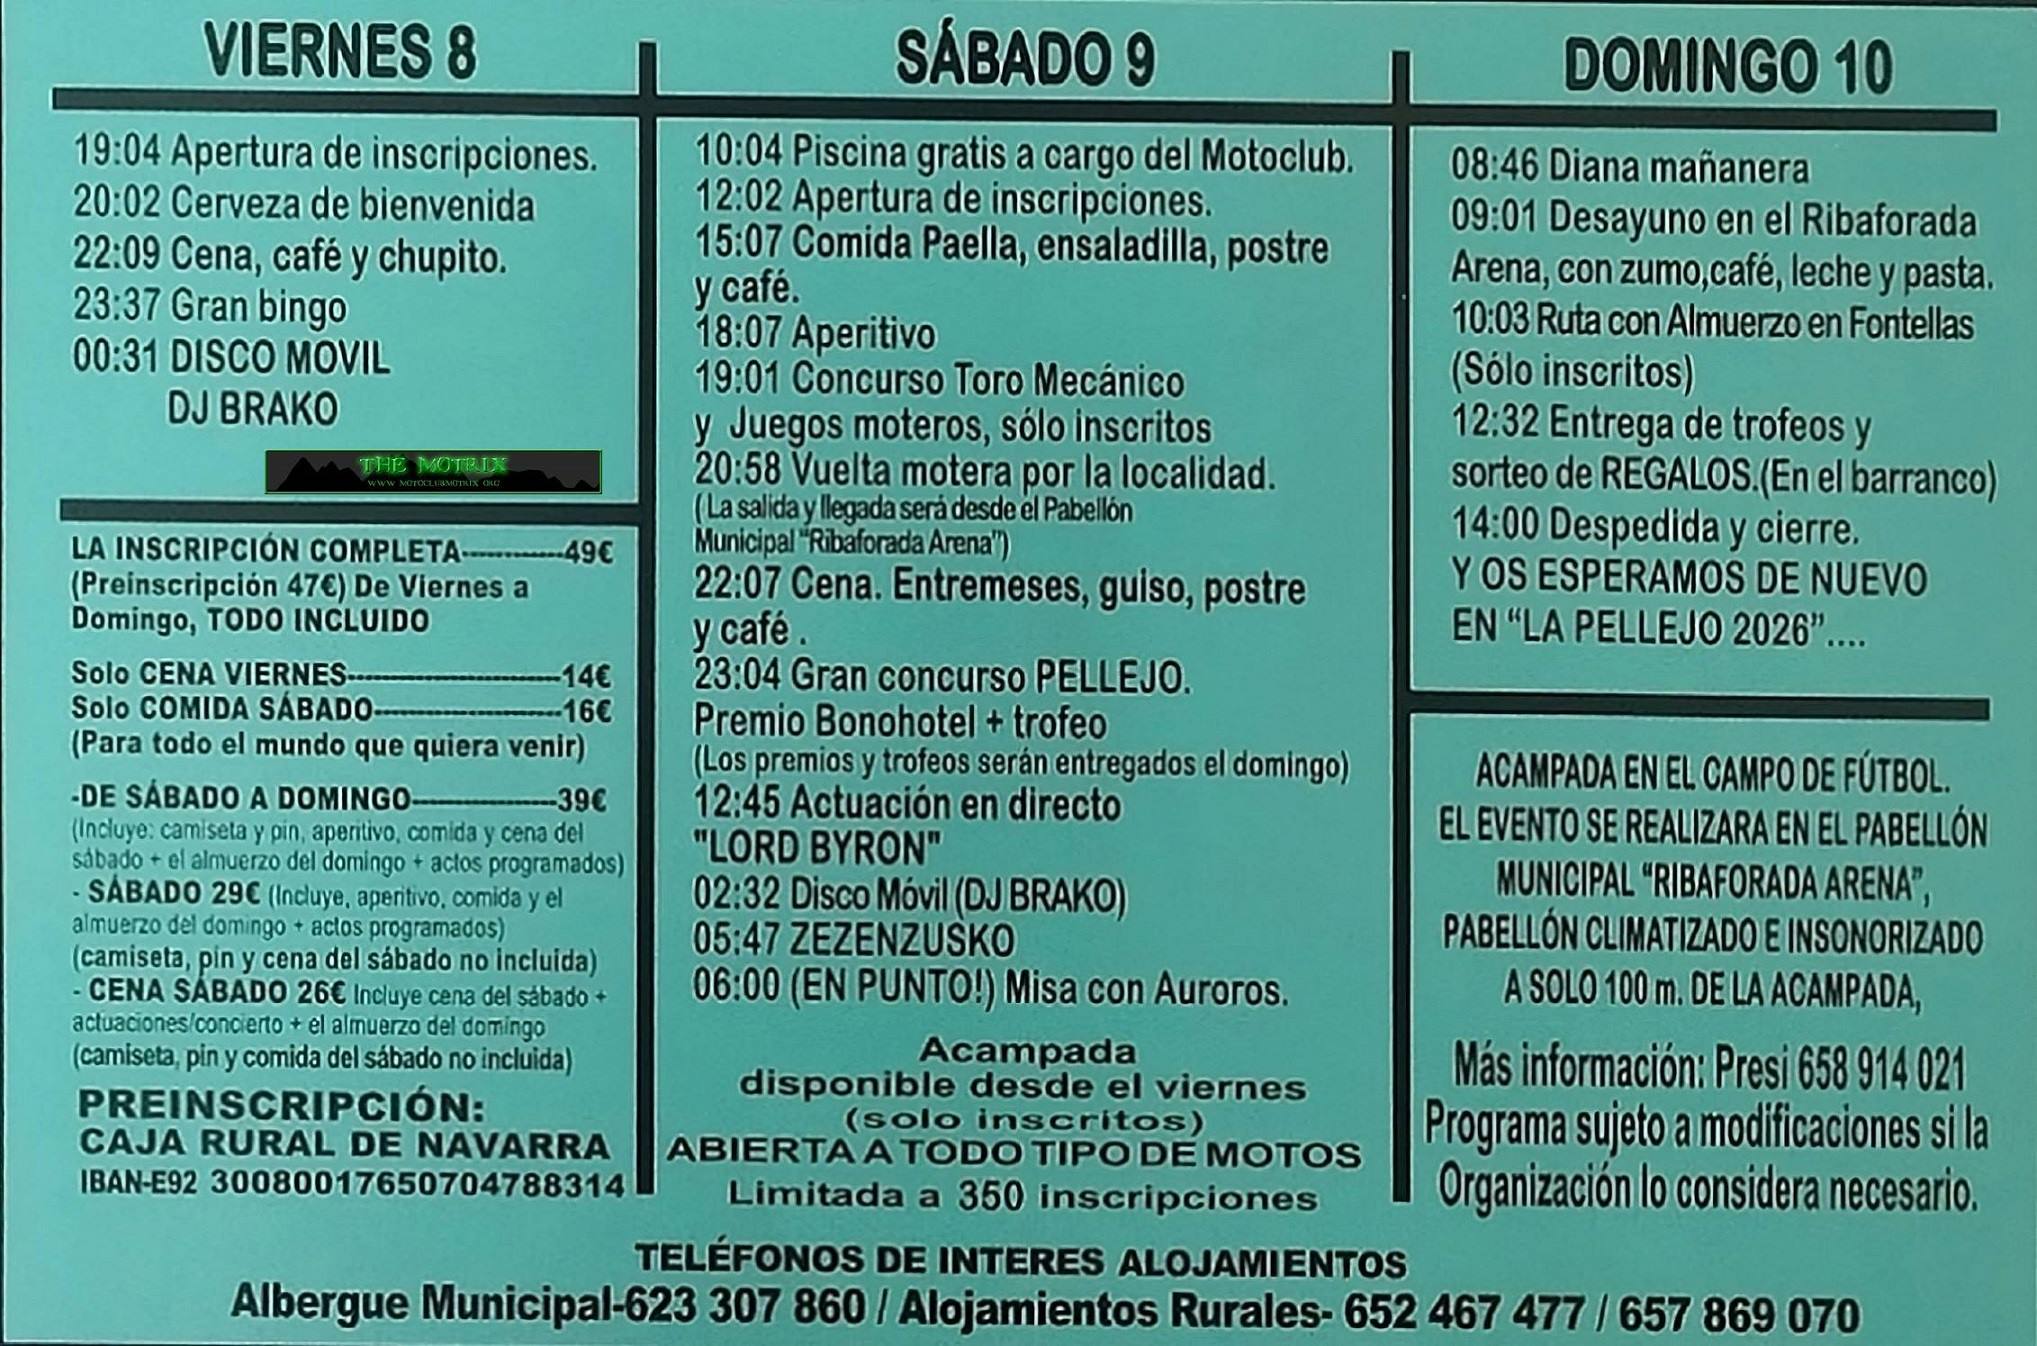 VIERNES 8
19:04 Apertura de inscripciones.
20:02 Cerveza de bienvenida
22:09 Cena, café y chupito.
23:37 Gran bingo
00:31 DISCO MOVIL
DJ BRAKO
THE MOTRIX
WWW MOTOCLUBMOTRIX ORG
LA INSCRIPCIÓN COMPLETA------------49€
(Preinscripción 47€) De Viernes a
Domingo, TODO INCLUIDO
Solo CENA VIERNES-------------------------14€
Solo COMIDA SÁBADO----------------------16€
(Para todo el mundo que quiera venir)
-DE SÁBADO A DOMINGO-----------------39€
(Incluye: camiseta y pin, aperitivo, comida y cena del
sábado + el almuerzo del domingo + actos programados)
- SÁBADO 29€ (Incluye, aperitivo, comida y el
almuerzo del domingo + actos programados)
(camiseta, pin y cena del sábado no incluida)
- CENA SÁBADO 26€ Incluye cena del sábado +
actuaciones/concierto + el almuerzo del domingo
(camiseta, pin y comida del sábado no incluida)
PREINSCRIPCIÓN:
CAJA RURAL DE NAVARRA
IBAN-E92 30080017650704788314
SÁBADO 9
10:04 Piscina gratis a cargo del Motoclub.
12:02 Apertura de inscripciones.
15:07 Comida Paella, ensaladilla, postre
y café.
18:07 Aperitivo
19:01 Concurso Toro Mecánico
y Juegos moteros, sólo inscritos
20:58 Vuelta motera por la localidad.
( La salida y llegada será desde el Pabellón
Municipal "Ribaforada Arena")
22:07 Cena. Entremeses, guiso, postre
y café .
23:04 Gran concurso PELLEJO.
Premio Bonohotel + trofeo
(Los premios y trofeos serán entregados el domingo)
12:45 Actuación en directo
"LORD BYRON"
02:32 Disco Móvil (DJ BRAKO)
05:47 ZEZENZUSKO
06:00 (EN PUNTO!) Misa con Auroros.
Acampada
disponible desde el viernes
(solo inscritos)
ABIERTA A TODO TIPO DE MOTOS
Limitada a 350 inscripciones
DOMINGO 10
08:46 Diana mañanera
09:01 Desayuno en el Ribaforada
Arena, con zumo,café, leche y pasta.
10:03 Ruta con Almuerzo en Fontellas
(Sólo inscritos)
12:32 Entrega de trofeos y
sorteo de REGALOS.(En el barranco)
14:00 Despedida y cierre.
Y OS ESPERAMOS DE NUEVO
EN "LA PELLEJO 2026"....
ACAMPADA EN EL CAMPO DE FÚTBOL.
EL EVENTO SE REALIZARA EN EL PABELLÓN
MUNICIPAL "RIBAFORADA ARENA",
PABELLÓN CLIMATIZADO E INSONORIZADO
A SOLO 100 m. DE LA ACAMPADA,
Más información: Presi 658 914 021
Programa sujeto a modificaciones si la
Organización lo considera necesario.
TELÉFONOS DE INTERES ALOJAMIENTOS
Albergue Municipal-623 307 860 / Alojamientos Rurales- 652 467 477 / 657 869 070